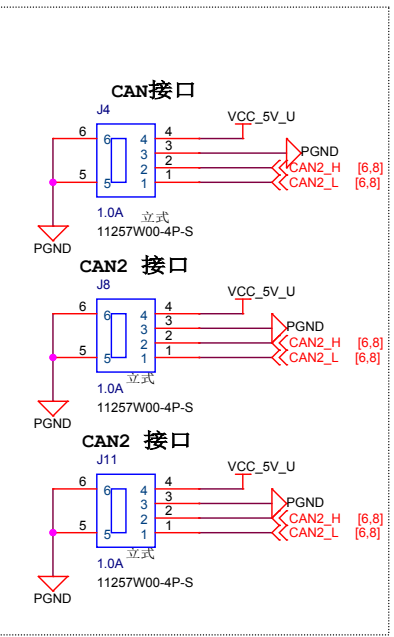 CAN接口
J4
VCC_5V_U
6 6 4 4
3 3 PGND
2 2 CAN2_H [6,8]
5 5 1 1 CAN2_L [6,8]
1.0A 立式
11257W00-4P-S
PGND
CAN2 接口
J8
VCC_5V_U
6 6 4 4
3 3 PGND
2 2 CAN2_H [6,8]
5 5 1 1 CAN2_L [6,8]
1.0A 立式
11257W00-4P-S
PGND
CAN2 接口
J11
VCC_5V_U
6 6 4 4
3 3 PGND
2 2 CAN2_H [6,8]
5 5 1 1 CAN2_L [6,8]
1.0A 立式
11257W00-4P-S
PGND